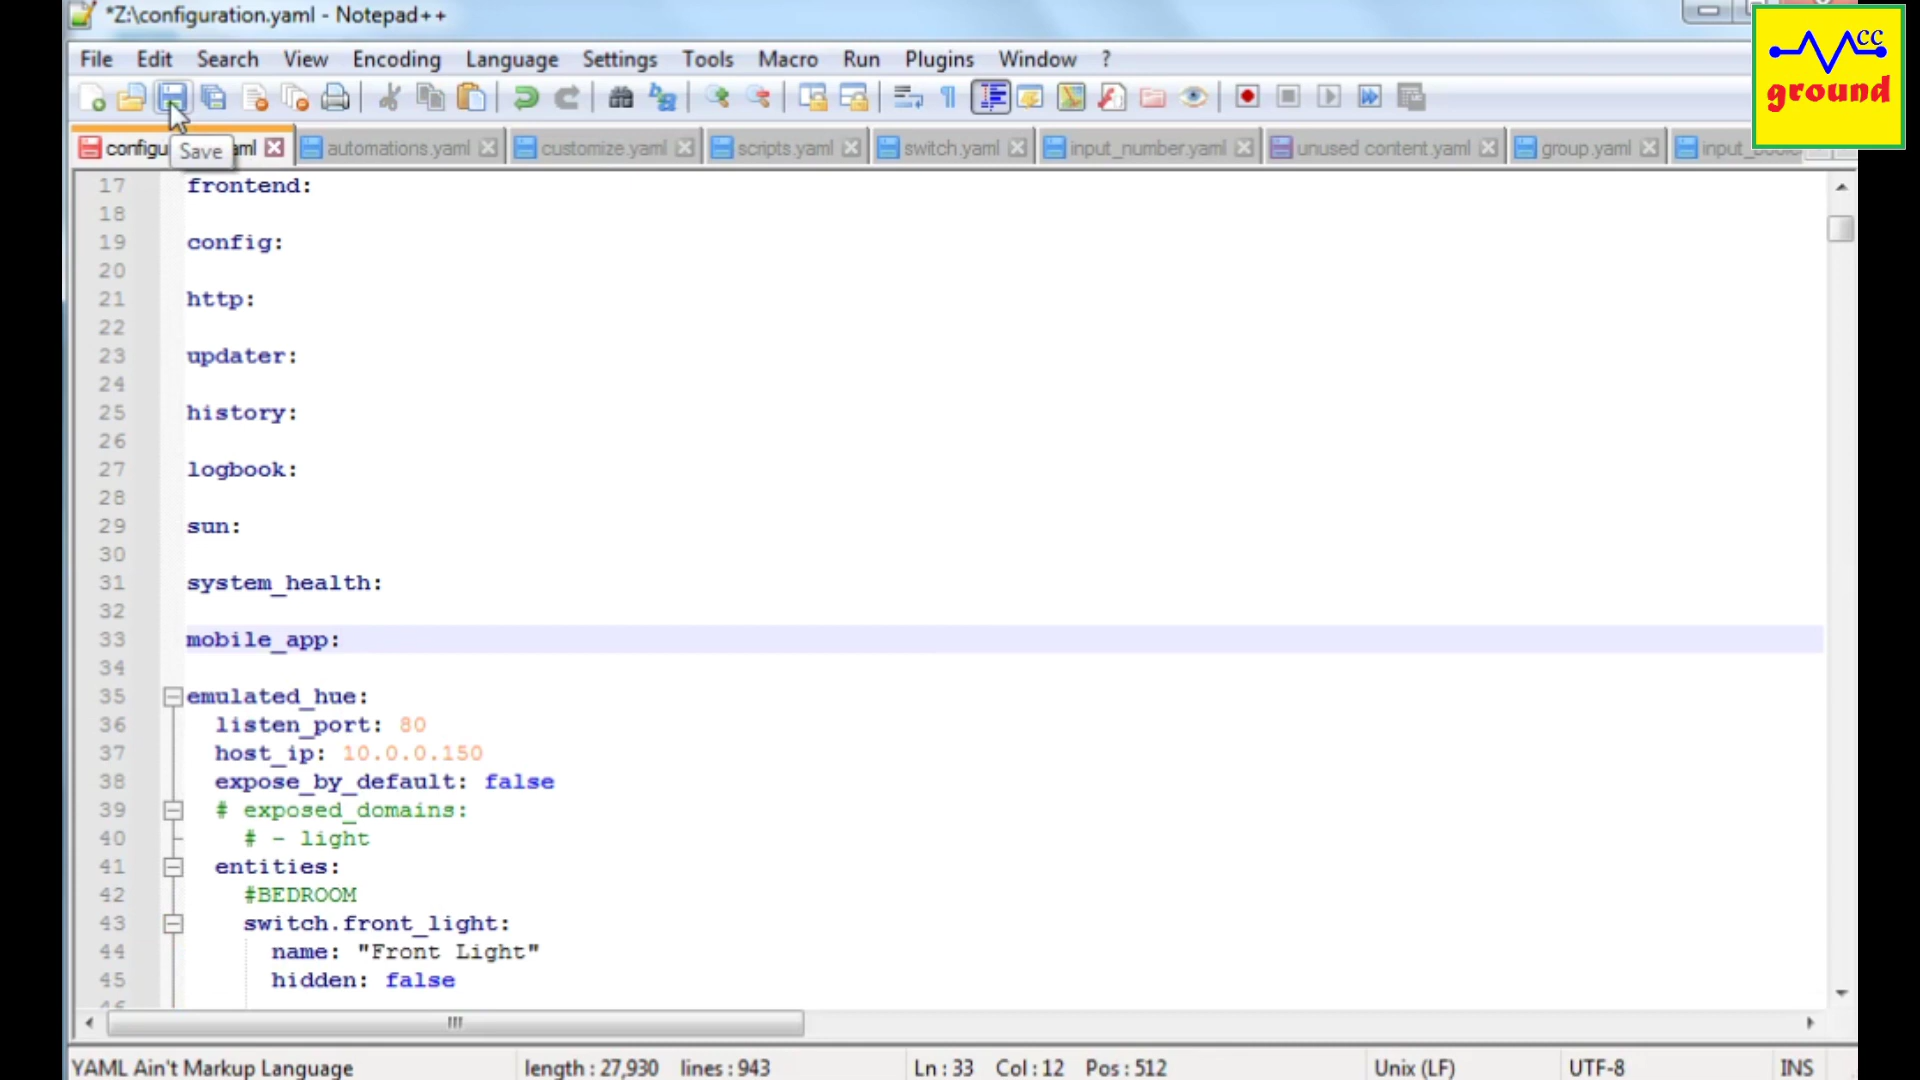 *Z:\configuration.yaml - Notepad++
File Edit Search View Encoding Language Settings Tools Macro Run Plugins Window ?
cc
ground
Save
automations.yaml customize.yaml scripts.yaml switch.yaml input_number.yaml unused content.yaml group.yaml
17 frontend:
18
19 config:
20
21 http:
22
23 updater:
24
25 history:
26
27 logbook:
28
29 sun:
30
31 system_health:
32
33 mobile_app:
34
35 emulated_hue:
36 listen_port: 80
37 host_ip: 10.0.0.150
38 expose_by_default: false
39 # exposed_domains:
40 # - light
41 entities:
42 #BEDROOM
43 switch.front_light:
44 name: "Front Light"
45 hidden: false
YAML Ain't Markup Language length : 27,930 lines : 943 Ln : 33 Col : 12 Pos : 512 Unix (LF) UTF-8 INS